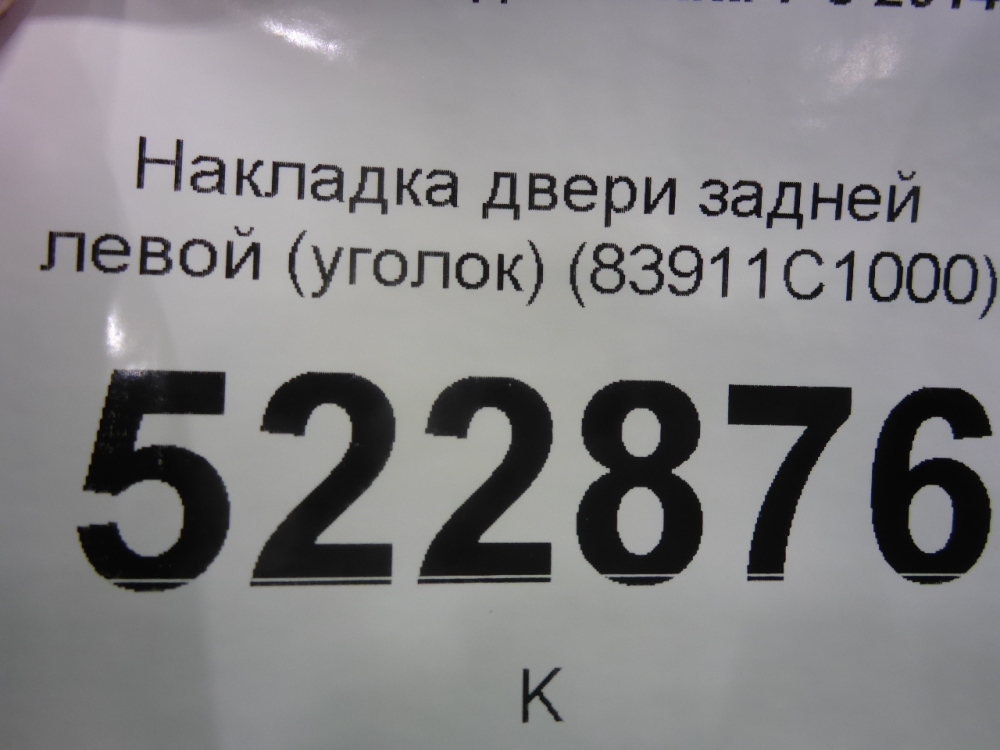 Накладка двери задней
левой (уголок) (83911C1000)
522876
К